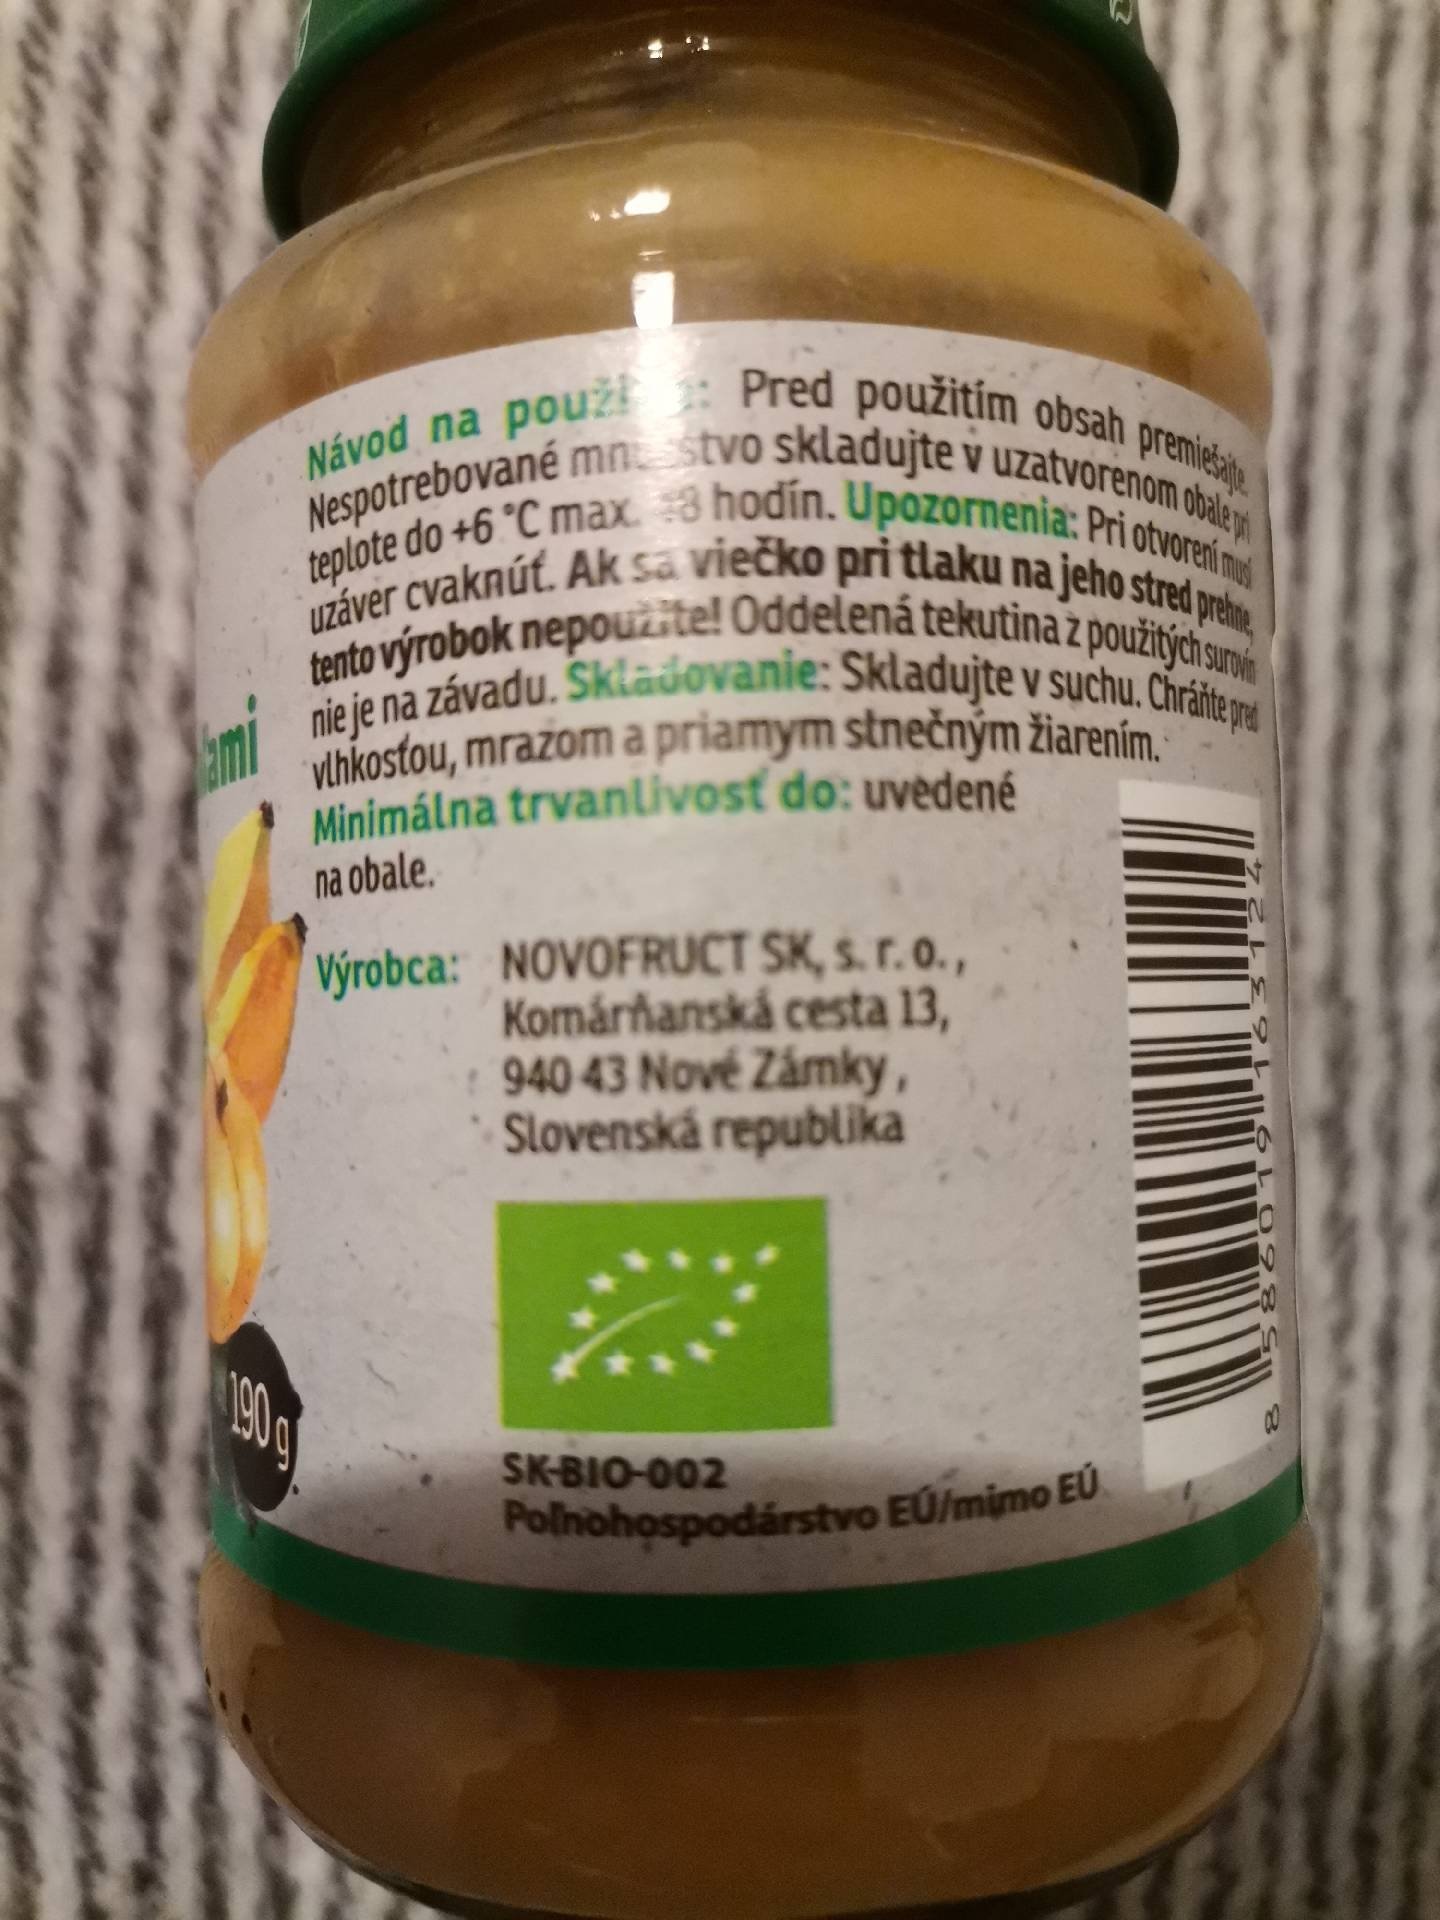 Návod na Pred použitím obsah premiešajte.
Nespotrebované skladujte v uzatvorenom obale pri
teplote do +6 °C max. hodín. Upozornenia: Pri otvorení musí
uzáver cvaknúť. Ak sa viečko pri tlaku na jeho stred prehne,
tento výrobok nepoužite! Oddelená tekutina z použitých surovín
nie je na závadu. Skladovanie: Skladujte v suchu. Chráňte pred
vlhkosťou, mrazom a priamym slnečným žiarením.
Minimálna trvanlivosť do: uvedené
na obale.
Výrobca: NOVOFRUCT SK, s. r. o.,
Komárňanská cesta 13,
940 43 Nové Zámky,
Slovenská republika
SK-BIO-002
Poľnohospodárstvo EÚ/mimo EÚ
190 g
8 586019 163124